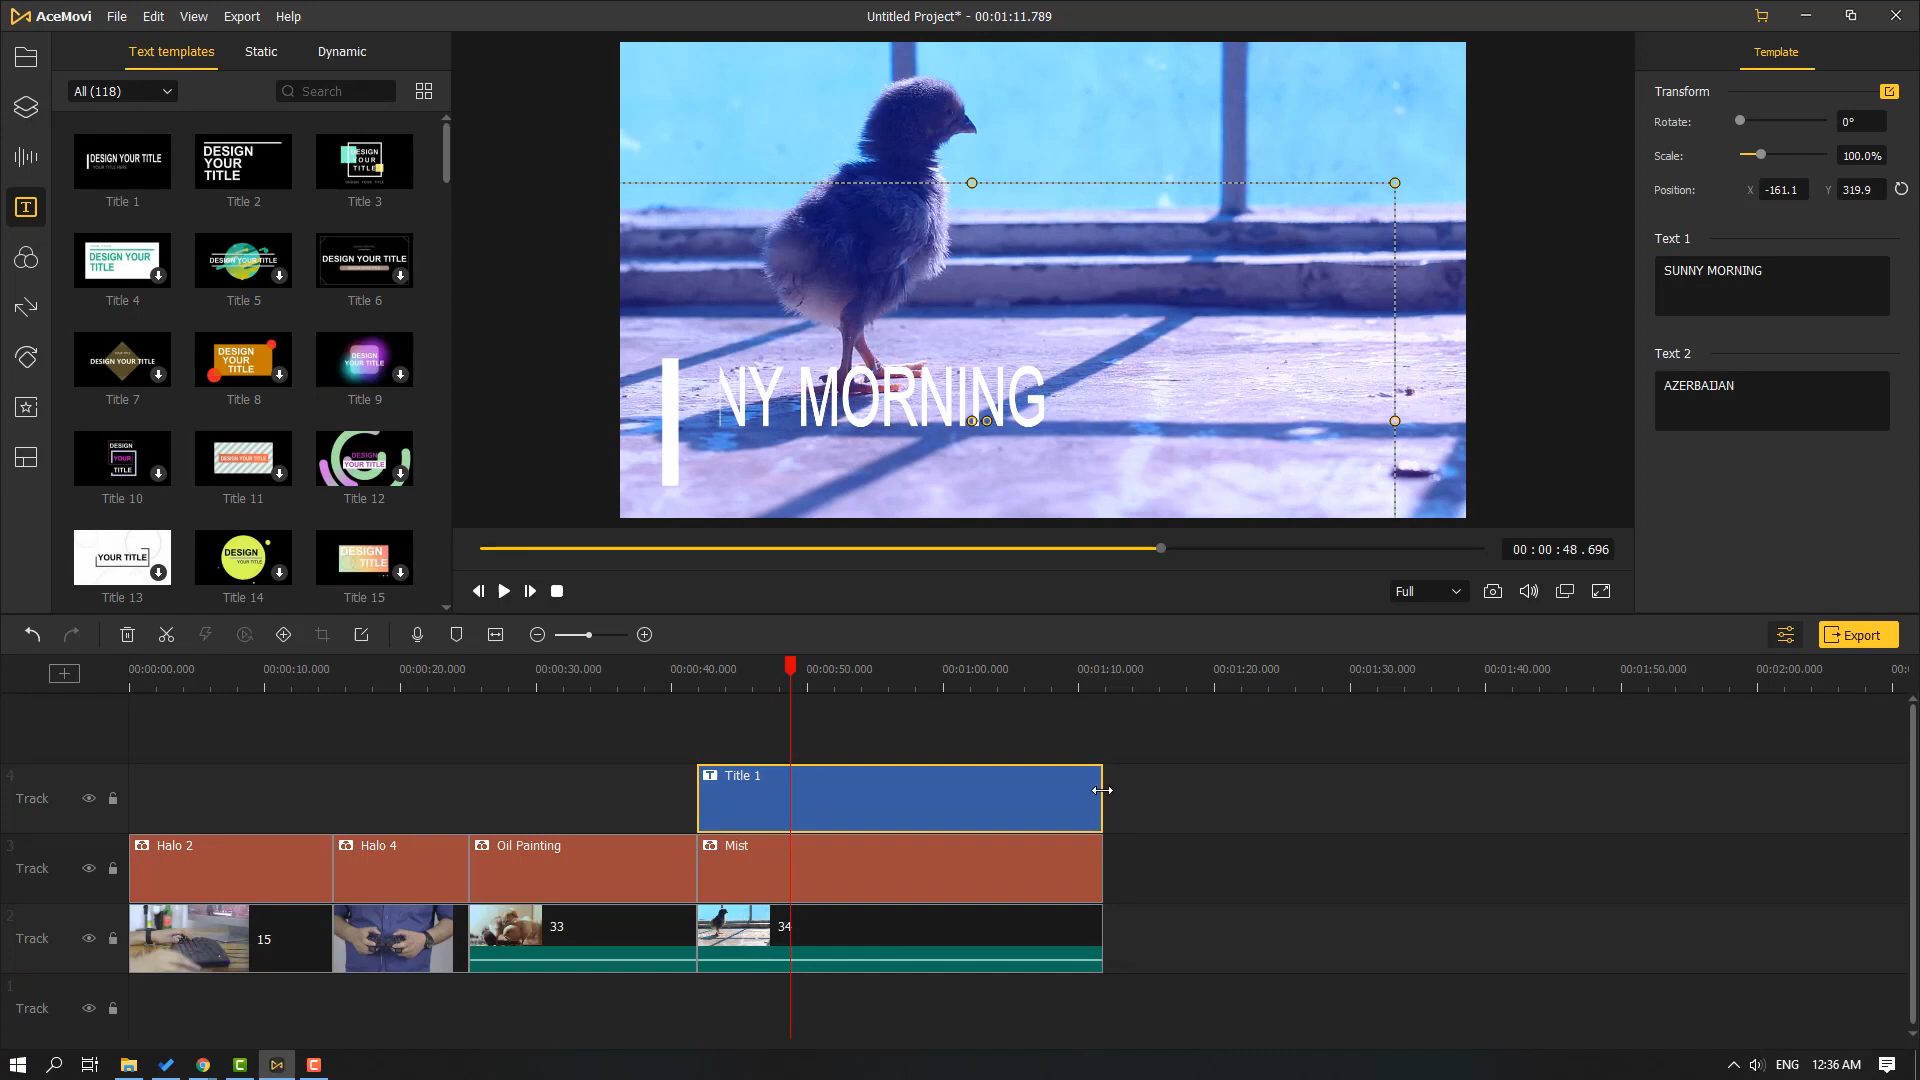 AceMovi File Edit View Export Help
Untitled Project* - 00:01:11.789
Text templates Static Dynamic
All (118) Search
DESIGN YOUR TITLE
YOUR TITLE HERE
DESIGN
YOUR
TITLE
DESIGN
YOUR
TITLE
Title 1 Title 2 Title 3
DESIGN YOUR
TITLE
DESIGN YOUR TITLE
DESIGN YOUR TITLE
Title 4 Title 5 Title 6
DESIGN YOUR TITLE
DESIGN
YOUR
TITLE
DESIGN
YOUR TITLE
Title 7 Title 8 Title 9
DESIGN
YOUR
TITLE
DESIGN YOUR TITLE
DESIGN
YOUR TITLE
Title 10 Title 11 Title 12
YOUR TITLE
DESIGN
YOUR TITLE
DESIGN
TITLE
Title 13 Title 14 Title 15
NY MORNING
00 : 00 : 48 . 696
Full
Template
Transform
Rotate: 0°
Scale: 100.0%
Position: X -161.1 Y 319.9
Text 1
SUNNY MORNING
Text 2
AZERBAIJAN
Export
00:00:00.000 00:00:10.000 00:00:20.000 00:00:30.000 00:00:40.000 00:00:50.000 00:01:00.000 00:01:10.000 00:01:20.000 00:01:30.000 00:01:40.000 00:01:50.000 00:02:00.000 00:
4
Track
Title 1
3
Track
Halo 2 Halo 4 Oil Painting Mist
2
Track
15 33 34
1
Track
ENG 12:36 AM